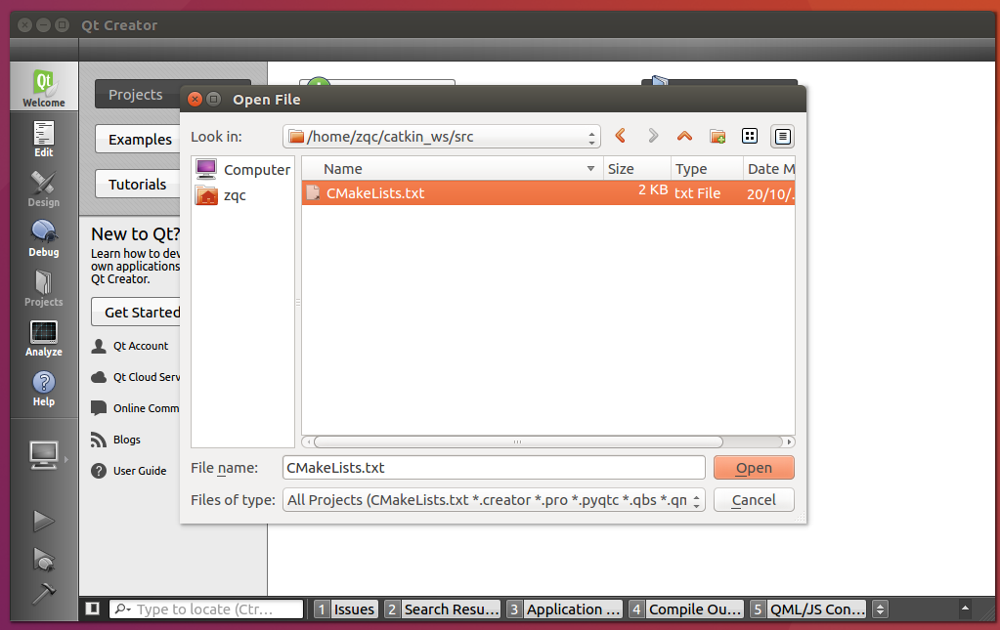 Qt Creator
Qt
Welcome
Edit
Design
Debug
Projects
Analyze
Help
Projects
Examples
Tutorials
New to Qt?
Learn how to dev
own applications
Qt Creator.
Get Started
Qt Account
Qt Cloud Serv
Online Comm
Blogs
User Guide
Open File
Look in:
/home/zqc/catkin_ws/src
Computer
zqc
Name
Size
Type
Date M
CMakeLists.txt
2 KB
txt File
20/10/.
File name:
CMakeLists.txt
Open
Files of type:
All Projects (CMakeLists.txt *.creator *.pro *.pyqtc *.qbs *.qm
Cancel
Type to locate (Ctr...
1 Issues
2 Search Resu...
3 Application ...
4 Compile Ou...
5 QML/JS Con...